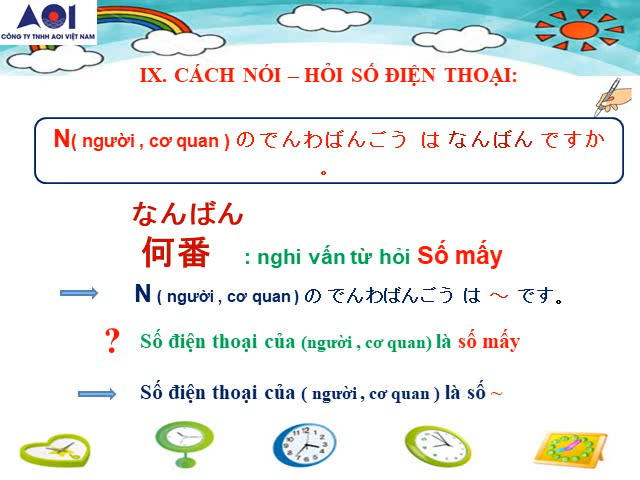 AOI
CÔNG TY TNHH AOI VIỆT NAM
IX. CÁCH NÓI – HỎI SỐ ĐIỆN THOẠI:
N( người , cơ quan ) の でんわばんごう は なんばん ですか
。
なんばん
何番 : nghi vấn từ hỏi Số mấy
N ( người , cơ quan ) の でんわばんごう は ～ です。
? Số điện thoại của (người , cơ quan) là số mấy
Số điện thoại của ( người , cơ quan ) là số ~